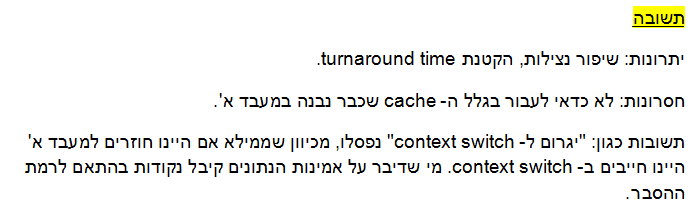 תשובה
יתרונות: שיפור נצילות, הקטנת turnaround time.
חסרונות: לא כדאי לעבור בגלל ה- cache שכבר נבנה במעבד א'.
תשובות כגון: "יגרום ל- context switch" נפסלו, מכיוון שממילא אם היינו חוזרים למעבד א'
היינו חייבים ב- context switch. מי שדיבר על אמינות הנתונים קיבל נקודות בהתאם לרמת
ההסבר.